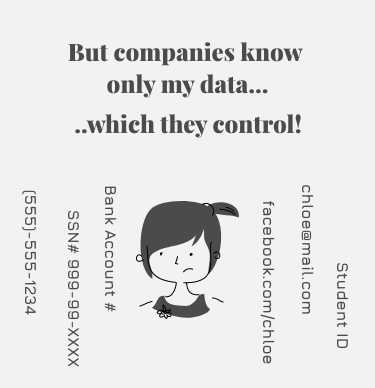 But companies know
only my data...
..which they control!
(555)-555-1234
SSN# 999-99-XXXX
Bank Account #
facebook.com/chloe
chloe@mail.com
Student ID